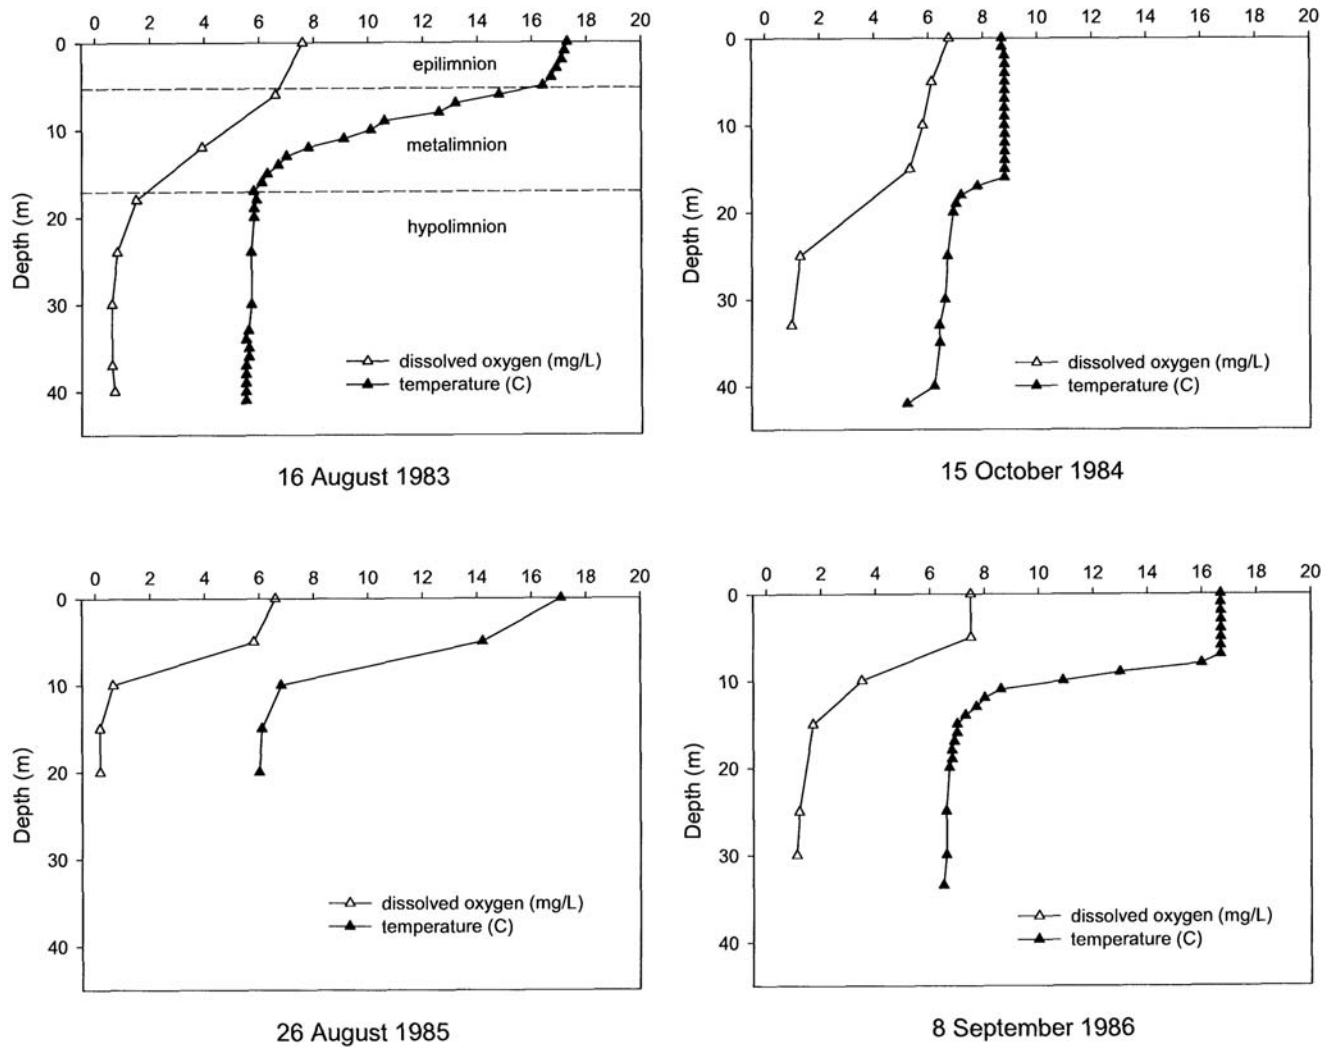 0 2 4 6 8 10 12 14 16 18 20
0
10
20
30
40
Depth (m)
epilimnion
metalimnion
hypolimnion
dissolved oxygen (mg/L)
temperature (C)
16 August 1983
0 2 4 6 8 10 12 14 16 18 20
0
10
20
30
40
Depth (m)
dissolved oxygen (mg/L)
temperature (C)
15 October 1984
0 2 4 6 8 10 12 14 16 18 20
0
10
20
30
40
Depth (m)
dissolved oxygen (mg/L)
temperature (C)
26 August 1985
0 2 4 6 8 10 12 14 16 18 20
0
10
20
30
40
Depth (m)
dissolved oxygen (mg/L)
temperature (C)
8 September 1986